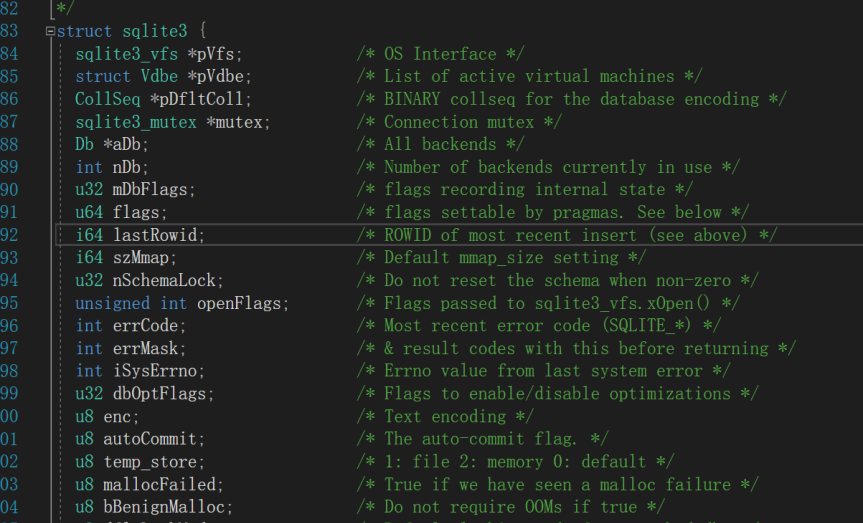 82 */
83 struct sqlite3 {
84 sqlite3_vfs *pVfs; /* OS Interface */
85 struct Vdbe *pVdbe; /* List of active virtual machines */
86 CollSeq *pDfltColl; /* BINARY collseq for the database encoding */
87 sqlite3_mutex *mutex; /* Connection mutex */
88 Db *aDb; /* All backends */
89 int nDb; /* Number of backends currently in use */
90 u32 mDbFlags; /* flags recording internal state */
91 u64 flags; /* flags settable by pragmas. See below */
92 i64 lastRowid; /* ROWID of most recent insert (see above) */
93 i64 szMmap; /* Default mmap_size setting */
94 u32 nSchemaLock; /* Do not reset the schema when non-zero */
95 unsigned int openFlags; /* Flags passed to sqlite3_vfs.xOpen() */
96 int errCode; /* Most recent error code (SQLITE_*) */
97 int errMask; /* & result codes with this before returning */
98 int iSysErrno; /* Errno value from last system error */
99 u32 dbOptFlags; /* Flags to enable/disable optimizations */
00 u8 enc; /* Text encoding */
01 u8 autoCommit; /* The auto-commit flag. */
02 u8 temp_store; /* 1: file 2: memory 0: default */
03 u8 mallocFailed; /* True if we have seen a malloc failure */
04 u8 bBenignMalloc; /* Do not require OOMs if true */